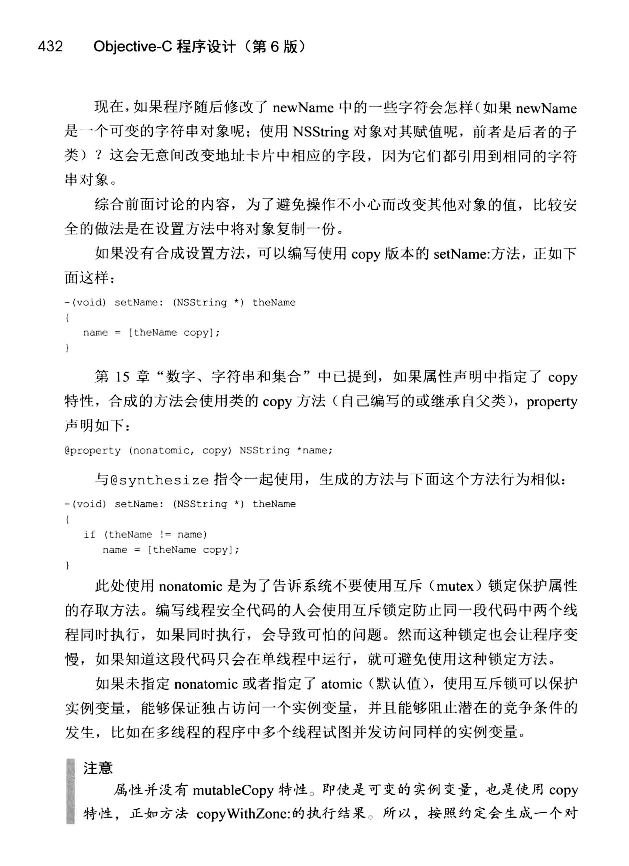 432 Objective-C 程序设计（第 6 版）
现在，如果程序随后修改了 newName 中的一些字符会怎样（如果 newName
是一个可变的字符串对象呢；使用 NSString 对象对其赋值呢，前者是后者的子
类）？这会无意间改变地址卡片中相应的字段，因为它们都引用到相同的字符
串对象。
综合前面讨论的内容，为了避免操作不小心而改变其他对象的值，比较安
全的做法是在设置方法中将对象复制一份。
如果没有合成设置方法，可以编写使用 copy 版本的 setName:方法，正如下
面这样：
-(void) setName: (NSString *) theName
{
name = [theName copy];
}
第 15 章“数字、字符串和集合”中已提到，如果属性声明中指定了 copy
特性，合成的方法会使用类的 copy 方法（自己编写的或继承自父类），property
声明如下：
@property (nonatomic, copy) NSString *name;
与@synthesize 指令一起使用，生成的方法与下面这个方法行为相似：
-(void) setName: (NSString *) theName
{
if (theName != name)
name = [theName copy];
}
此处使用 nonatomic 是为了告诉系统不要使用互斥（mutex）锁定保护属性
的存取方法。编写线程安全代码的人会使用互斥锁定防止同一段代码中两个线
程同时执行，如果同时执行，会导致可怕的问题。然而这种锁定也会让程序变
慢，如果知道这段代码只会在单线程中运行，就可避免使用这种锁定方法。
如果未指定 nonatomic 或者指定了 atomic（默认值），使用互斥锁可以保护
实例变量，能够保证独占访问一个实例变量，并且能够阻止潜在的竞争条件的
发生，比如在多线程的程序中多个线程试图并发访问同样的实例变量。
注意
属性并没有 mutableCopy 特性。即使是可变的实例变量，也是使用 copy
特性，正如方法 copyWithZone:的执行结果。所以，按照约定会生成一个对